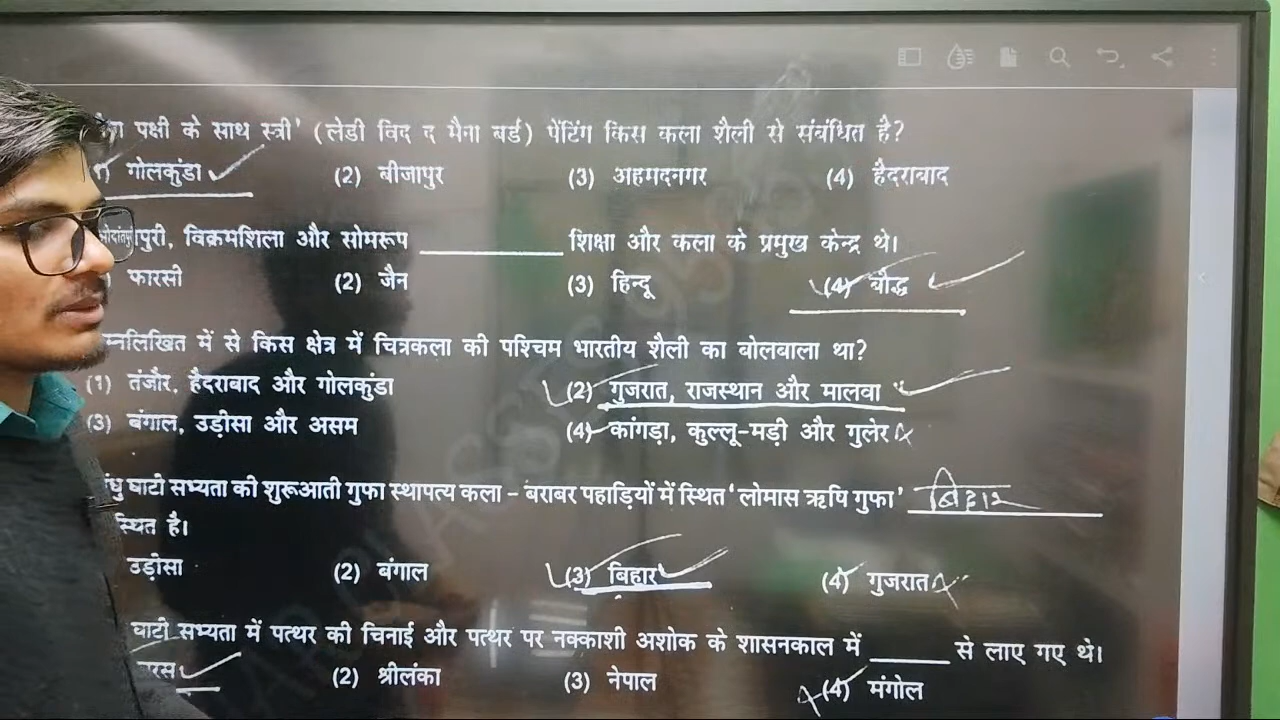 पक्षी के साथ स्त्री' (लेडी विद द मैना बर्ड) पेंटिंग किस कला शैली से संबंधित है?
गोलकुंडा (2) बीजापुर (3) अहमदनगर (4) हैदराबाद
पुरी, विक्रमशिला और सोमरूप ________ शिक्षा और कला के प्रमुख केन्द्र थे।
फारसी (2) जैन (3) हिन्दू (4) बौद्ध
म्नलिखित में से किस क्षेत्र में चित्रकला की पश्चिम भारतीय शैली का बोलबाला था?
(1) तंजौर, हैदराबाद और गोलकुंडा (2) गुजरात, राजस्थान और मालवा
(3) बंगाल, उड़ीसा और असम (4) कांगड़ा, कुल्लू-मड़ी और गुलेर
धु घाटी सभ्यता की शुरूआती गुफा स्थापत्य कला – बराबर पहाड़ियों में स्थित 'लोमास ऋषि गुफा' बिहार
स्थित है।
उड़ीसा (2) बंगाल (3) बिहार (4) गुजरात
घाटी सभ्यता में पत्थर की चिनाई और पत्थर पर नक्काशी अशोक के शासनकाल में ______ से लाए गए थे।
रस (2) श्रीलंका (3) नेपाल (4) मंगोल